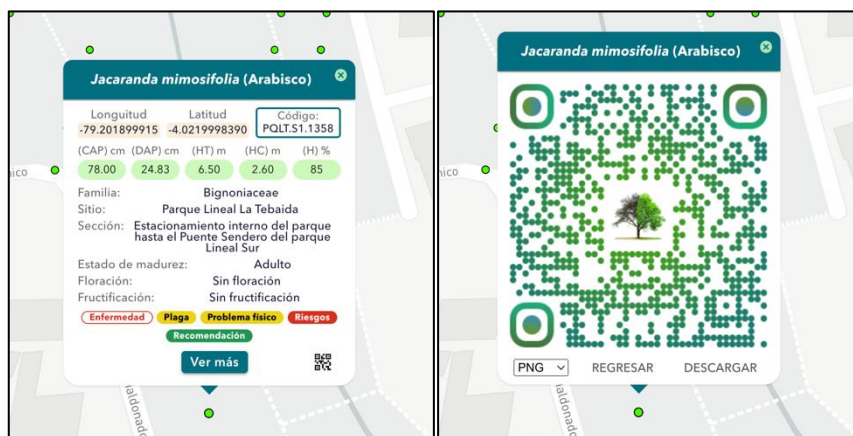 Jacaranda mimosifolia (Arabisco)
Longuitud Latitud Código:
-79.201899915 -4.0219998390 PQLT.S1.1358
(CAP) cm (DAP) cm (HT) m (HC) m (H) %
78.00 24.83 6.50 2.60 85
Familia: Bignoniaceae
Sitio: Parque Lineal La Tebaida
Sección: Estacionamiento interno del parque
hasta el Puente Sendero del parque
Lineal Sur
Estado de madurez: Adulto
Floración: Sin floración
Fructificación: Sin fructificación
Enfermedad Plaga Problema físico Riesgos
Recomendación
Ver más
aldonado
Jacaranda mimosifolia (Arabisco)
PNG REGRESAR DESCARGAR
aldonado